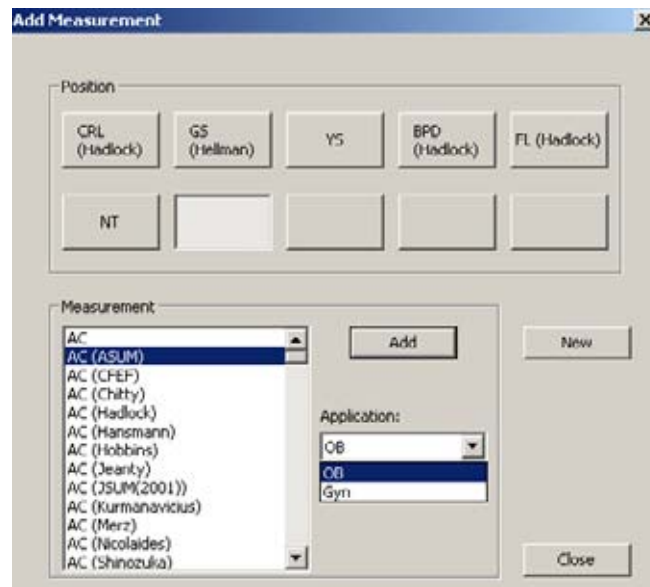 Add Measurement
Position
CRL
(Hadlock)
GS
(Hellman)
YS
BPD
(Hadlock)
FL (Hadlock)
NT
Measurement
AC
AC (ASUM)
AC (CFEF)
AC (Chitty)
AC (Hadlock)
AC (Hansmann)
AC (Hobbins)
AC (Jeanty)
AC (JSUM(2001))
AC (Kurmanavicius)
AC (Merz)
AC (Nicolaides)
AC (Shinozuka)
Add
Application:
OB
OB
Gyn
New
Close